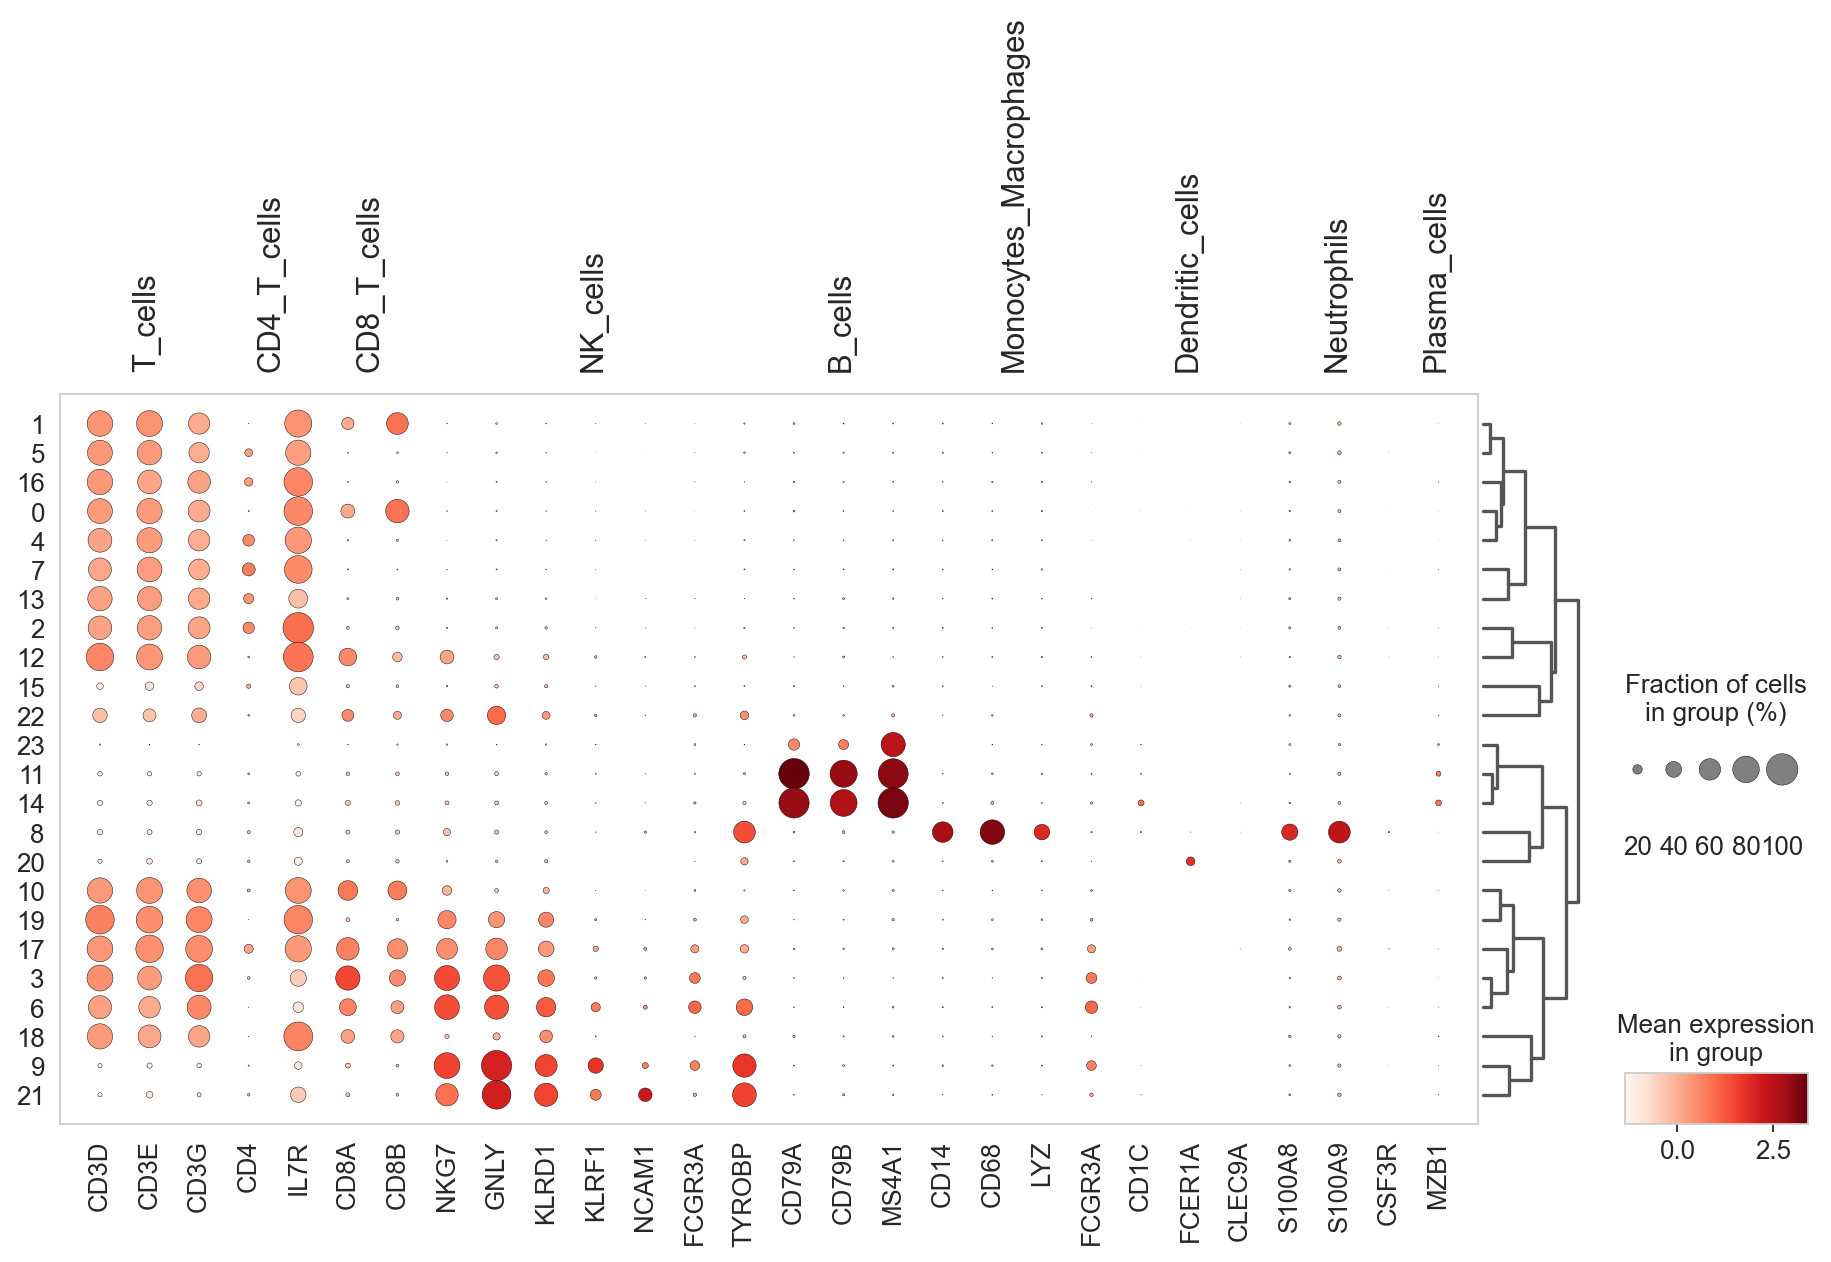 T_cells
CD4_T_cells
CD8_T_cells
NK_cells
B_cells
Monocytes_Macrophages
Dendritic_cells
Neutrophils
Plasma_cells
1
5
16
0
4
7
13
2
12
15
22
23
11
14
8
20
10
19
17
3
6
18
9
21
CD3D
CD3E
CD3G
CD4
IL7R
CD8A
CD8B
NKG7
GNLY
KLRD1
KLRF1
NCAM1
FCGR3A
TYROBP
CD79A
CD79B
MS4A1
CD14
CD68
LYZ
FCGR3A
CD1C
FCER1A
CLEC9A
S100A8
S100A9
CSF3R
MZB1
Fraction of cells
in group (%)
20 40 60 80 100
Mean expression
in group
0.0 2.5